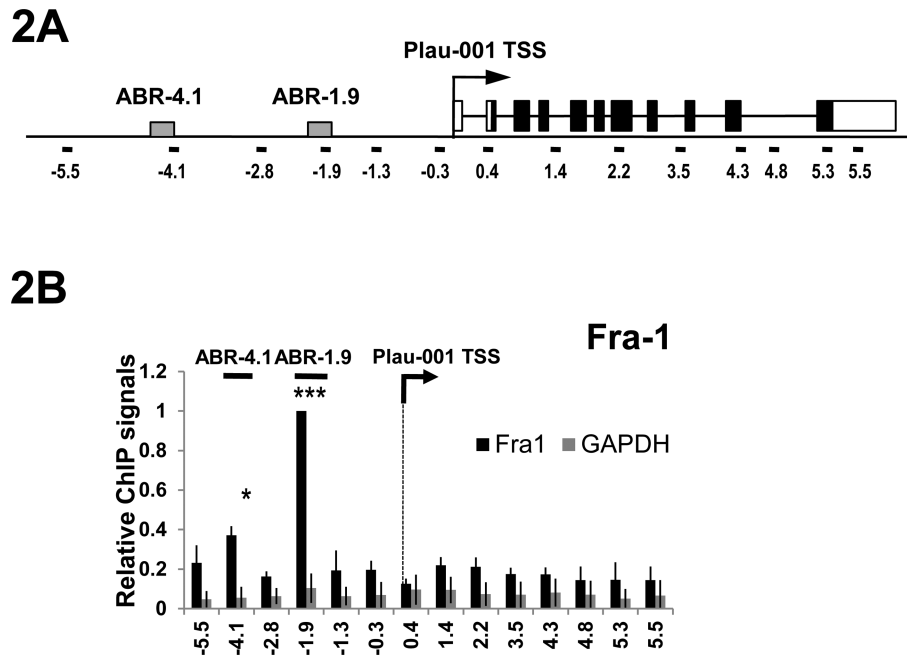 2A
Plau-001 TSS
ABR-4.1 ABR-1.9
-5.5 -4.1 -2.8 -1.9 -1.3 -0.3 0.4 1.4 2.2 3.5 4.3 4.8 5.3 5.5
2B
Fra-1
ABR-4.1 ABR-1.9 Plau-001 TSS
Relative ChIP signals
1.2
***
1
Fra1 GAPDH
0.8
0.6
*
0.4
0.2
0
-5.5 -4.1 -2.8 -1.9 -1.3 -0.3 0.4 1.4 2.2 3.5 4.3 4.8 5.3 5.5